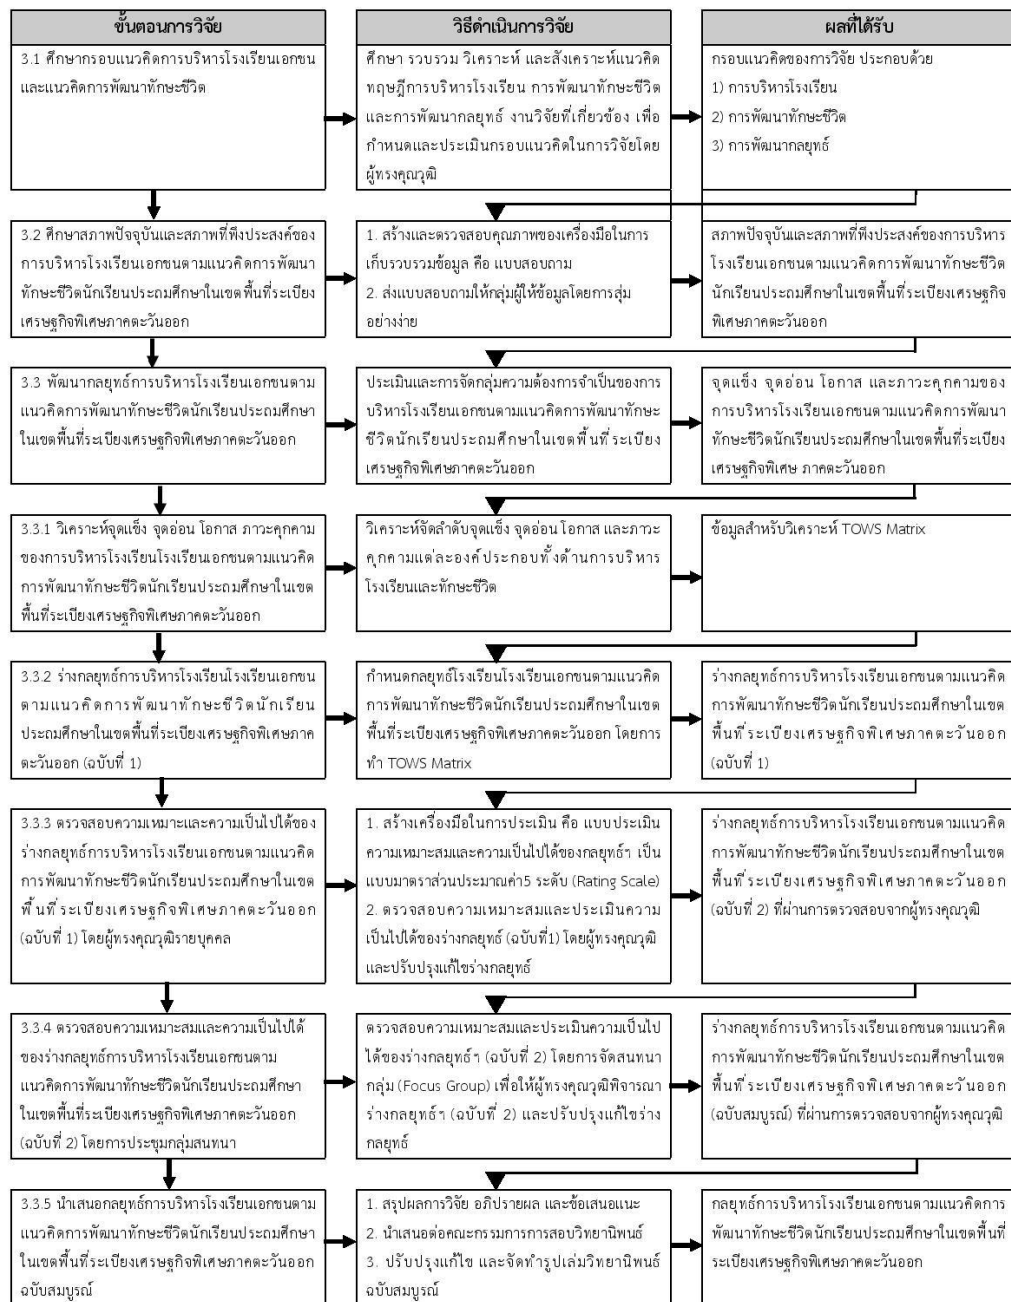 ขั้นตอนการวิจัย
วิธีดำเนินการวิจัย
ผลที่ได้รับ
3.1 ศึกษากรอบแนวคิดการบริหารโรงเรียนเอกชน
และแนวคิดการพัฒนาทักษะชีวิต
ศึกษา รวบรวม วิเคราะห์ และสังเคราะห์แนวคิด
ทฤษฎีการบริหารโรงเรียน การพัฒนาทักษะชีวิต
และการพัฒนากลยุทธ์ งานวิจัยที่เกี่ยวข้อง เพื่อ
กำหนดและประเมินกรอบแนวคิดในการวิจัยโดย
ผู้ทรงคุณวุฒิ
กรอบแนวคิดของการวิจัย ประกอบด้วย
1) การบริหารโรงเรียน
2) การพัฒนาทักษะชีวิต
3) การพัฒนากลยุทธ์
3.2 ศึกษาสภาพปัจจุบันและสภาพที่พึงประสงค์ของ
การบริหารโรงเรียนเอกชนตามแนวคิดการพัฒนา
ทักษะชีวิตนักเรียนประถมศึกษาในเขตพื้นที่ระเบียง
เศรษฐกิจพิเศษภาคตะวันออก
1. สร้างและตรวจสอบคุณภาพของเครื่องมือในการ
เก็บรวบรวมข้อมูล คือ แบบสอบถาม
2. ส่งแบบสอบถามให้กลุ่มผู้ให้ข้อมูลโดยการสุ่ม
อย่างง่าย
สภาพปัจจุบันและสภาพที่พึงประสงค์ของการบริหาร
โรงเรียนเอกชนตามแนวคิดการพัฒนาทักษะชีวิต
นักเรียนประถมศึกษาในเขตพื้นที่ระเบียงเศรษฐกิจ
พิเศษภาคตะวันออก
3.3 พัฒนากลยุทธ์การบริหารโรงเรียนเอกชนตาม
แนวคิดการพัฒนาทักษะชีวิตนักเรียนประถมศึกษา
ในเขตพื้นที่ระเบียงเศรษฐกิจพิเศษภาคตะวันออก
ประเมินและการจัดกลุ่มความต้องการจำเป็นของการ
บริหารโรงเรียนเอกชนตามแนวคิดการพัฒนาทักษะ
ชีวิตนักเรียนประถมศึกษาในเขตพื้นที่ระเบียง
เศรษฐกิจพิเศษภาคตะวันออก
จุดแข็ง จุดอ่อน โอกาส และภาวะคุกคามของ
การบริหารโรงเรียนเอกชนตามแนวคิดการพัฒนา
ทักษะชีวิตนักเรียนประถมศึกษาในเขตพื้นที่ระเบียง
เศรษฐกิจพิเศษ ภาคตะวันออก
3.3.1 วิเคราะห์จุดแข็ง จุดอ่อน โอกาส ภาวะคุกคาม
ของการบริหารโรงเรียนโรงเรียนเอกชนตามแนวคิด
การพัฒนาทักษะชีวิตนักเรียนประถมศึกษาในเขต
พื้นที่ระเบียงเศรษฐกิจพิเศษภาคตะวันออก
วิเคราะห์จัดลำดับจุดแข็ง จุดอ่อน โอกาส และภาวะ
คุกคามแต่ละองค์ประกอบทั้งด้านการบริหาร
โรงเรียนและทักษะชีวิต
ข้อมูลสำหรับวิเคราะห์ TOWS Matrix
3.3.2 ร่างกลยุทธ์การบริหารโรงเรียนโรงเรียนเอกชน
ตามแนวคิดการพัฒนาทักษะชีวิตนักเรียน
ประถมศึกษาในเขตพื้นที่ระเบียงเศรษฐกิจพิเศษภาค
ตะวันออก (ฉบับที่ 1)
กำหนดกลยุทธ์โรงเรียนโรงเรียนเอกชนตามแนวคิด
การพัฒนาทักษะชีวิตนักเรียนประถมศึกษาในเขต
พื้นที่ระเบียงเศรษฐกิจพิเศษภาคตะวันออก โดยการ
ทำ TOWS Matrix
ร่างกลยุทธ์การบริหารโรงเรียนเอกชนตามแนวคิด
การพัฒนาทักษะชีวิตนักเรียนประถมศึกษาในเขต
พื้นที่ระเบียงเศรษฐกิจพิเศษภาคตะวันออก
(ฉบับที่ 1)
3.3.3 ตรวจสอบความเหมาะและความเป็นไปได้ของ
ร่างกลยุทธ์การบริหารโรงเรียนเอกชนตามแนวคิด
การพัฒนาทักษะชีวิตนักเรียนประถมศึกษาในเขต
พื้นที่ระเบียงเศรษฐกิจพิเศษภาคตะวันออก
(ฉบับที่ 1) โดยผู้ทรงคุณวุฒิรายบุคคล
1. สร้างเครื่องมือในการประเมิน คือ แบบประเมิน
ความเหมาะสมและความเป็นไปได้ของกลยุทธ์ฯ เป็น
แบบมาตราส่วนประมาณค่า5 ระดับ (Rating Scale)
2. ตรวจสอบความเหมาะสมและประเมินความ
เป็นไปได้ของร่างกลยุทธ์ (ฉบับที่1) โดยผู้ทรงคุณวุฒิ
และปรับปรุงแก้ไขร่างกลยุทธ์
ร่างกลยุทธ์การบริหารโรงเรียนเอกชนตามแนวคิด
การพัฒนาทักษะชีวิตนักเรียนประถมศึกษาในเขต
พื้นที่ระเบียงเศรษฐกิจพิเศษภาคตะวันออก
(ฉบับที่ 2) ที่ผ่านการตรวจสอบจากผู้ทรงคุณวุฒิ
3.3.4 ตรวจสอบความเหมาะสมและความเป็นไปได้
ของร่างกลยุทธ์การบริหารโรงเรียนเอกชนตาม
แนวคิดการพัฒนาทักษะชีวิตนักเรียนประถมศึกษา
ในเขตพื้นที่ระเบียงเศรษฐกิจพิเศษภาคตะวันออก
(ฉบับที่ 2) โดยการประชุมกลุ่มสนทนา
ตรวจสอบความเหมาะสมและประเมินความเป็นไป
ได้ของร่างกลยุทธ์ฯ (ฉบับที่ 2) โดยการจัดสนทนา
กลุ่ม (Focus Group) เพื่อให้ผู้ทรงคุณวุฒิพิจารณา
ร่างกลยุทธ์ฯ (ฉบับที่ 2) และปรับปรุงแก้ไขร่าง
กลยุทธ์
ร่างกลยุทธ์การบริหารโรงเรียนเอกชนตามแนวคิด
การพัฒนาทักษะชีวิตนักเรียนประถมศึกษาในเขต
พื้นที่ระเบียงเศรษฐกิจพิเศษภาคตะวันออก
(ฉบับสมบูรณ์) ที่ผ่านการตรวจสอบจากผู้ทรงคุณวุฒิ
3.3.5 นำเสนอกลยุทธ์การบริหารโรงเรียนเอกชนตาม
แนวคิดการพัฒนาทักษะชีวิตนักเรียนประถมศึกษา
ในเขตพื้นที่ระเบียงเศรษฐกิจพิเศษภาคตะวันออก
ฉบับสมบูรณ์
1. สรุปผลการวิจัย อภิปรายผล และข้อเสนอแนะ
2. นำเสนอต่อคณะกรรมการการสอบวิทยานิพนธ์
3. ปรับปรุงแก้ไข และจัดทำรูปเล่มวิทยานิพนธ์
ฉบับสมบูรณ์
กลยุทธ์การบริหารโรงเรียนเอกชนตามแนวคิดการ
พัฒนาทักษะชีวิตนักเรียนประถมศึกษาในเขตพื้นที่
ระเบียงเศรษฐกิจพิเศษภาคตะวันออก